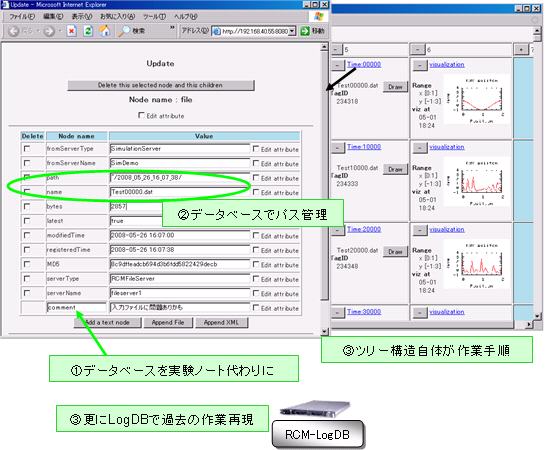 Update - Microsoft Internet Explorer
ファイル(F) 編集(E) 表示(V) お気に入り(A) ツール(T) ヘルプ(H)
戻る 検索 アドレス(D) http://192.168.40.55:8080 移動
Update
Delete this selected node and this children
Node name : file
Edit attribute
Delete Node name Value
fromServerType SimulationServer Edit attribute
fromServerName SimDemo Edit attribute
path /2008_05_26_16_07_38/ Edit attribute
name Test00000.dat Edit attribute
bytes 2857 Edit attribute
latest true Edit attribute
modifiedTime 2008-05-26 16:07:00 Edit attribute
registeredTime 2008-05-26 16:07:38 Edit attribute
MD5 Edit attribute
serverType RCMFileServer Edit attribute
serverName fileserver1 Edit attribute
comment 入力ファイルに問題ありかも Edit attribute
Add a text node Append File Append XML
- 5 - 6 + 7
- Time:00000 - visualization
Test00000.dat Draw
TagID
234318
Range
x [0:1]
y [-1:3]
05-01
18:24
- Time:10000 - visualization
Test10000.dat Draw
TagID
234333
Range
x [0:1]
y [-1:3]
05-01
18:24
- Time:20000 - visualization
Test20000.dat Draw
TagID
234348
Range
x [0:1]
y [-1:3]
05-01
18:24
- Time:30000 - visualization
②データベースでパス管理
①データベースを実験ノート代わりに
③ツリー構造自体が作業手順
③更にLogDBで過去の作業再現
RCM-LogDB